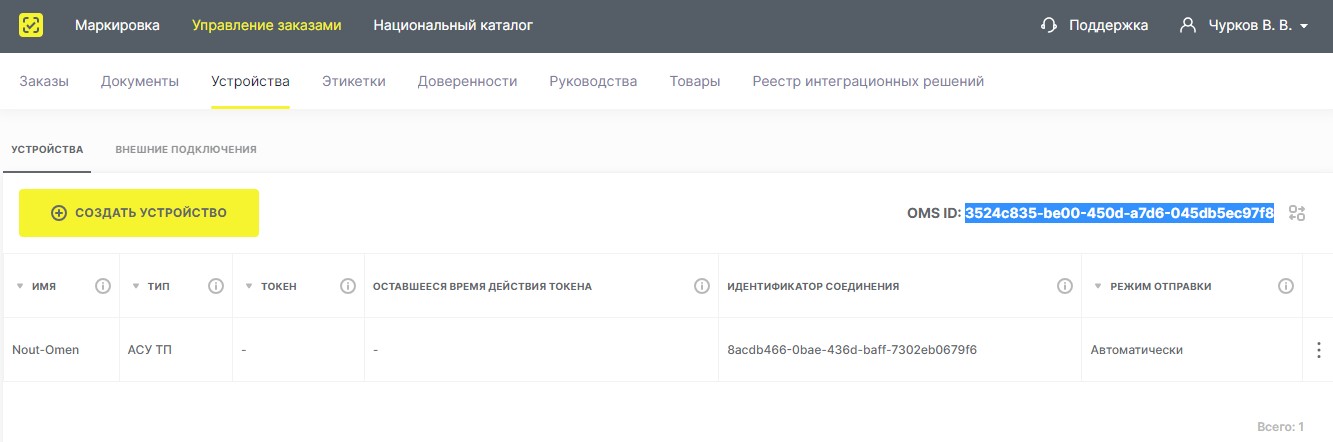 Маркировка Управление заказами Национальный каталог Поддержка Чурков В. В.
Заказы Документы Устройства Этикетки Доверенности Руководства Товары Реестр интеграционных решений
УСТРОЙСТВА ВНЕШНИЕ ПОДКЛЮЧЕНИЯ
СОЗДАТЬ УСТРОЙСТВО OMS ID: 3524c835-be00-450d-a7d6-045db5ec97f8
ИМЯ ТИП ТОКЕН ОСТАВШЕЕСЯ ВРЕМЯ ДЕЙСТВИЯ ТОКЕНА ИДЕНТИФИКАТОР СОЕДИНЕНИЯ РЕЖИМ ОТПРАВКИ
Nout-Omen АСУ ТП - - 8acdb466-0bae-436d-baff-7302eb0679f6 Автоматически
Всего: 1